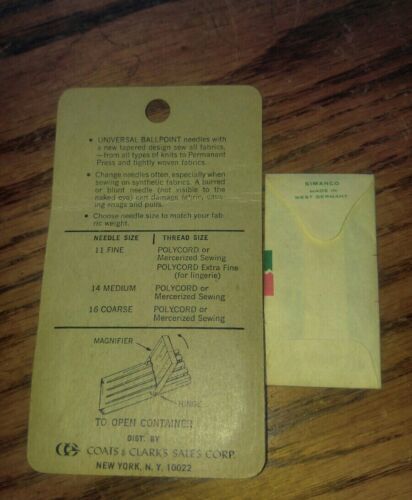 • UNIVERSAL BALLPOINT needles with
a new tapered design sew all fabrics,
—from all types of knits to Permanent
Press and tightly woven fabrics.
• Change needles often, especially when
sewing on synthetic fabrics. A burred
or blunt needle (not visible to the
naked eye) can damage fabric, caus-
ing snags and pulls.
• Choose needle size to match your fab-
ric weight.
NEEDLE SIZE THREAD SIZE
11 FINE POLYCORD or
Mercerized Sewing
POLYCORD Extra Fine
(for lingerie)
14 MEDIUM POLYCORD or
Mercerized Sewing
16 COARSE POLYCORD or
Mercerized Sewing
MAGNIFIER
HINGE
TO OPEN CONTAINER
DIST. BY
COATS & CLARK'S SALES CORP.
NEW YORK, N. Y. 10022
SIMANCO
MADE IN
WEST GERMANY